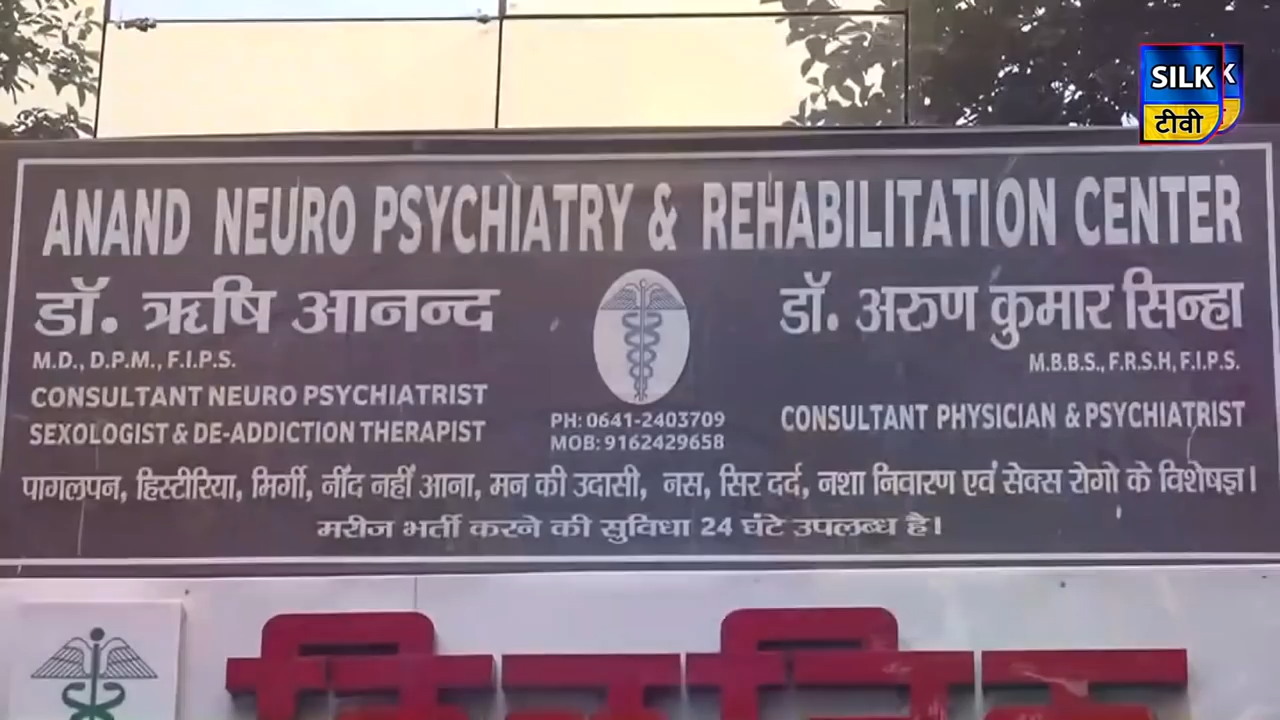 SILK
K
टीवी
ANAND NEURO PSYCHIATRY & REHABILITATION CENTER
डॉ. ऋषि आनन्द
M.D., D.P.M., F.I.P.S.
CONSULTANT NEURO PSYCHIATRIST
SEXOLOGIST & DE-ADDICTION THERAPIST
PH: 0641-2403709
MOB: 9162429658
डॉ. अरुण कुमार सिन्हा
M.B.B.S., F.R.S.H, F.I.P.S.
CONSULTANT PHYSICIAN & PSYCHIATRIST
पागलपन, हिस्टीरिया, मिर्गी, नींद नहीं आना, मन की उदासी, नस, सिर दर्द, नशा निवारण एवं सेक्स रोगो के विशेषज्ञ।
मरीज भर्ती करने की सुविधा 24 घंटे उपलब्ध है।